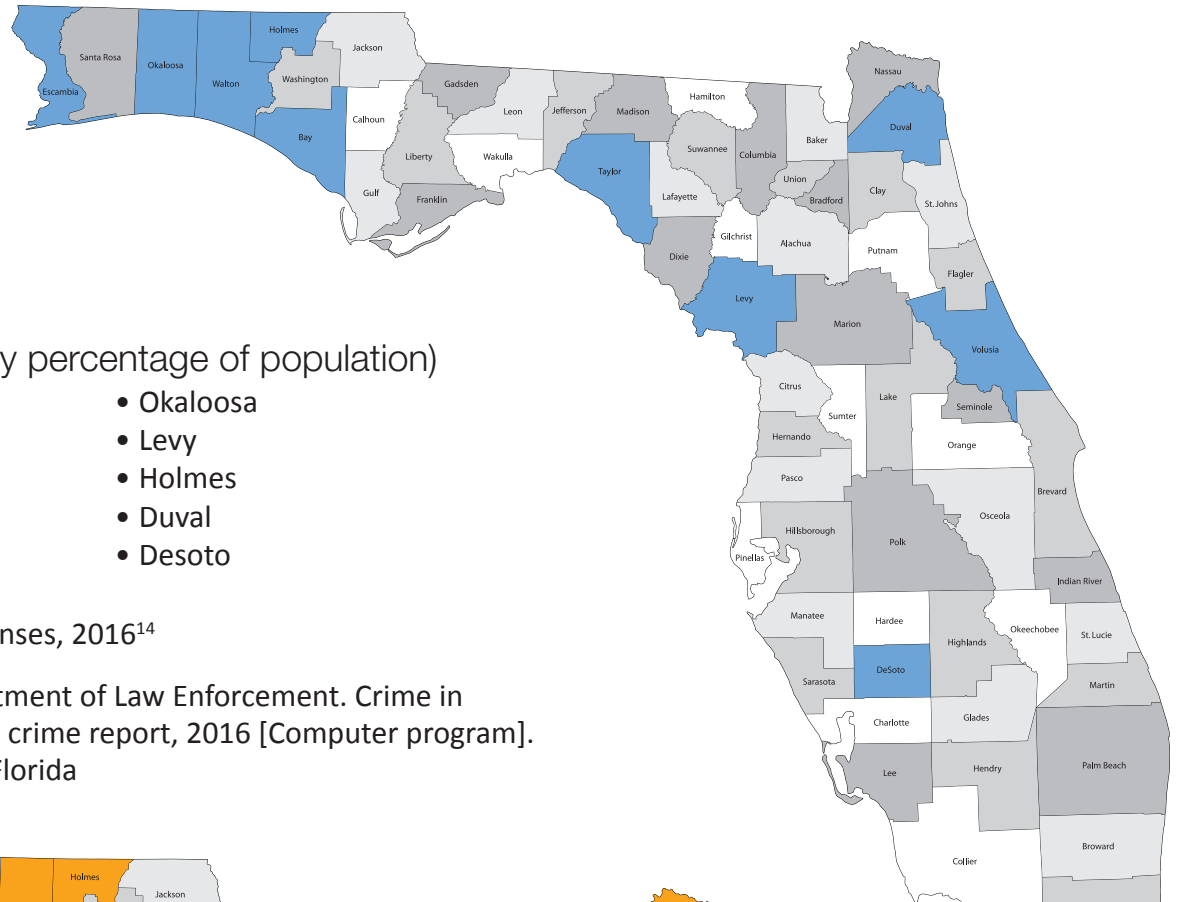 Holmes
Jackson
Santa Rosa
Okaloosa
Walton
Washington
Escambia
Bay
Calhoun
Gulf
Gadsden
Liberty
Franklin
Leon
Wakulla
Jefferson
Madison
Taylor
Hamilton
Suwannee
Lafayette
Dixie
Columbia
Baker
Union
Bradford
Gilchrist
Alachua
Nassau
Duval
Clay
St. Johns
Putnam
Flagler
Levy
Marion
Volusia
Citrus
Sumter
Lake
Seminole
Orange
Hernando
Pasco
Brevard
Osceola
Hillsborough
Pinellas
Polk
Indian River
Manatee
Hardee
Highlands
Okeechobee
St. Lucie
DeSoto
Sarasota
Martin
Charlotte
Glades
Lee
Hendry
Palm Beach
Collier
Broward
y percentage of population)
• Okaloosa
• Levy
• Holmes
• Duval
• Desoto
nses, 2016¹⁴
tment of Law Enforcement. Crime in
crime report, 2016 [Computer program].
Florida
Holmes
Jackson